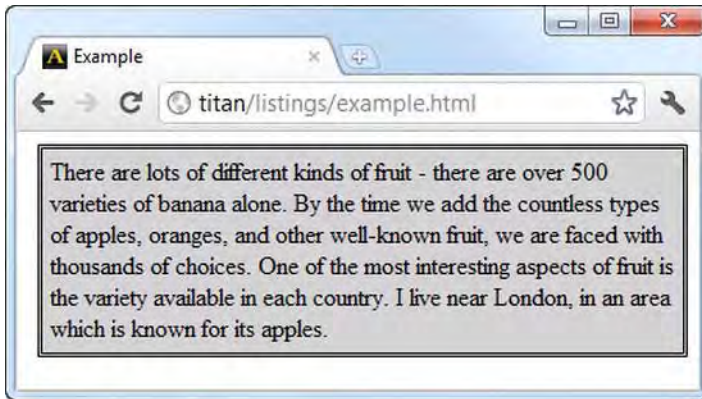 Example
titan/listings/example.html
There are lots of different kinds of fruit - there are over 500
varieties of banana alone. By the time we add the countless types
of apples, oranges, and other well-known fruit, we are faced with
thousands of choices. One of the most interesting aspects of fruit is
the variety available in each country. I live near London, in an area
which is known for its apples.